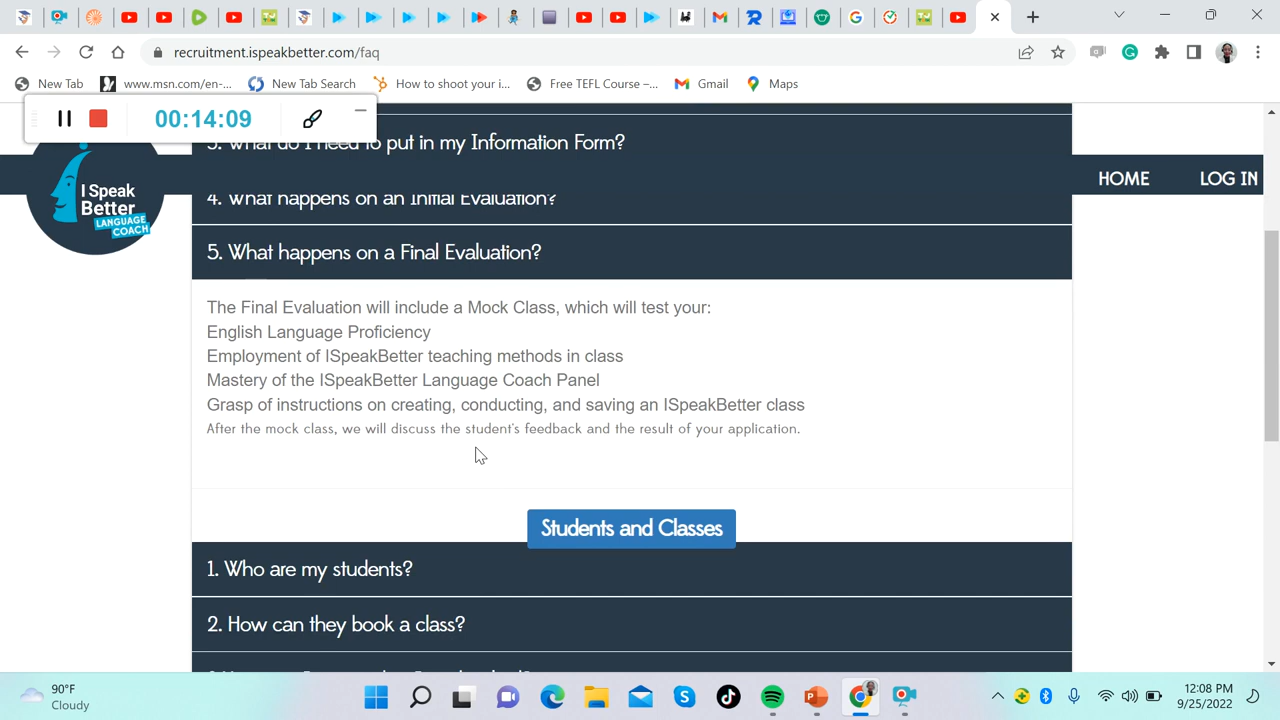 recruitment.ispeakbetter.com/faq
New Tab
www.msn.com/en-...
New Tab Search
How to shoot your i...
Free TEFL Course –...
Gmail
Maps
00:14:09
3. What do I need to put in my Information Form?
I Speak
Better
LANGUAGE
COACH
HOME
LOG IN
4. What happens on an Initial Evaluation?
5. What happens on a Final Evaluation?
The Final Evaluation will include a Mock Class, which will test your:
English Language Proficiency
Employment of ISpeakBetter teaching methods in class
Mastery of the ISpeakBetter Language Coach Panel
Grasp of instructions on creating, conducting, and saving an ISpeakBetter class
After the mock class, we will discuss the student's feedback and the result of your application.
Students and Classes
1. Who are my students?
2. How can they book a class?
90°F
Cloudy
12:08 PM
9/25/2022